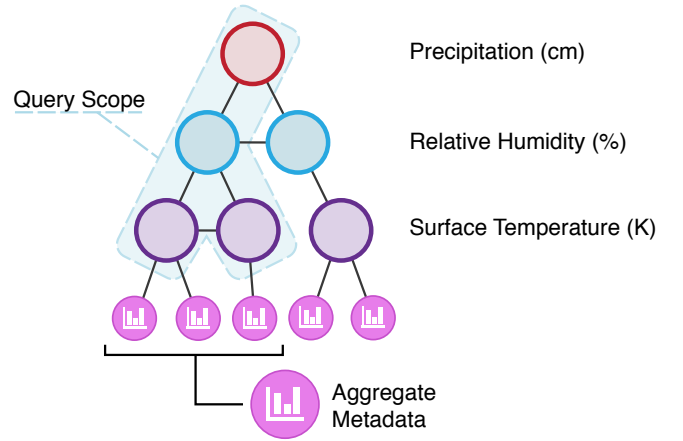 Precipitation (cm)
Query Scope
Relative Humidity (%)
Surface Temperature (K)
Aggregate
Metadata